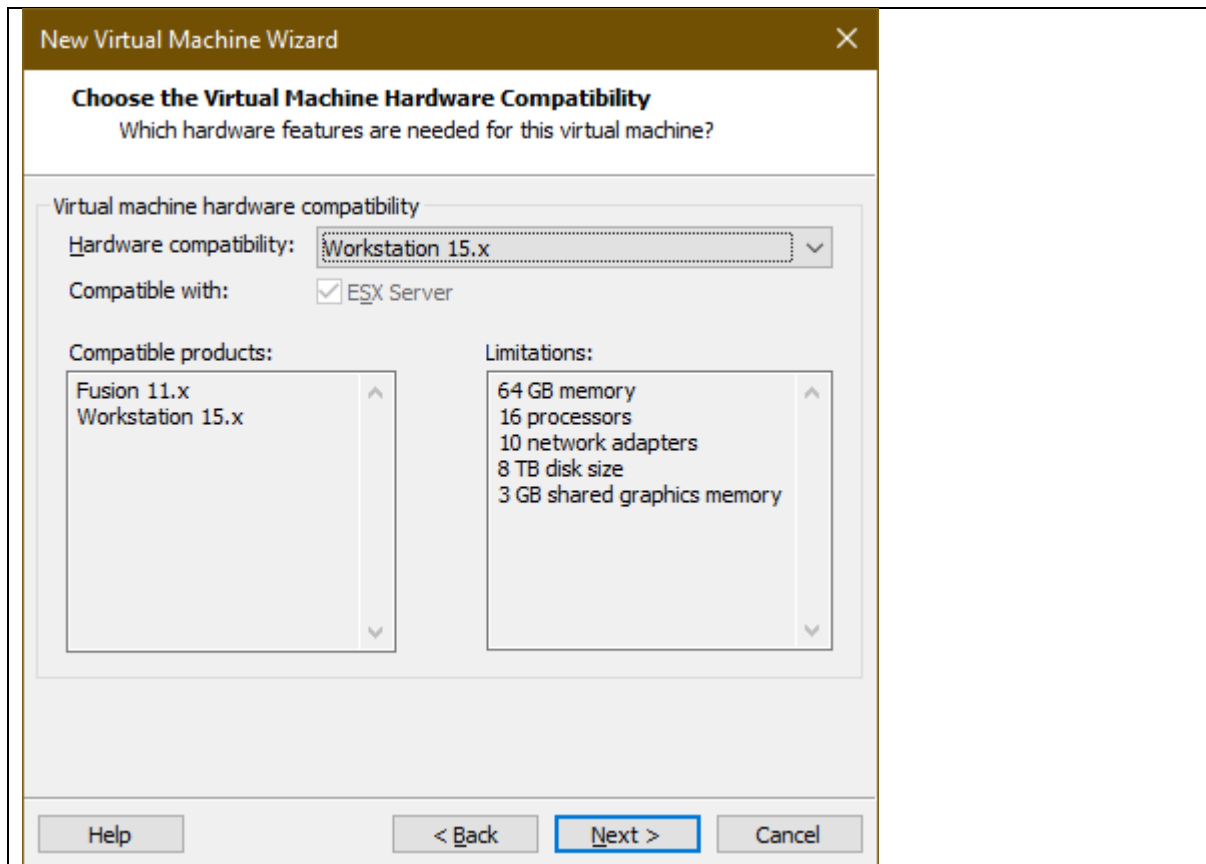 New Virtual Machine Wizard
Choose the Virtual Machine Hardware Compatibility
Which hardware features are needed for this virtual machine?
Virtual machine hardware compatibility
Hardware compatibility:
Workstation 15.x
Compatible with:
ESX Server
Compatible products:
Fusion 11.x
Workstation 15.x
Limitations:
64 GB memory
16 processors
10 network adapters
8 TB disk size
3 GB shared graphics memory
Help
< Back
Next >
Cancel